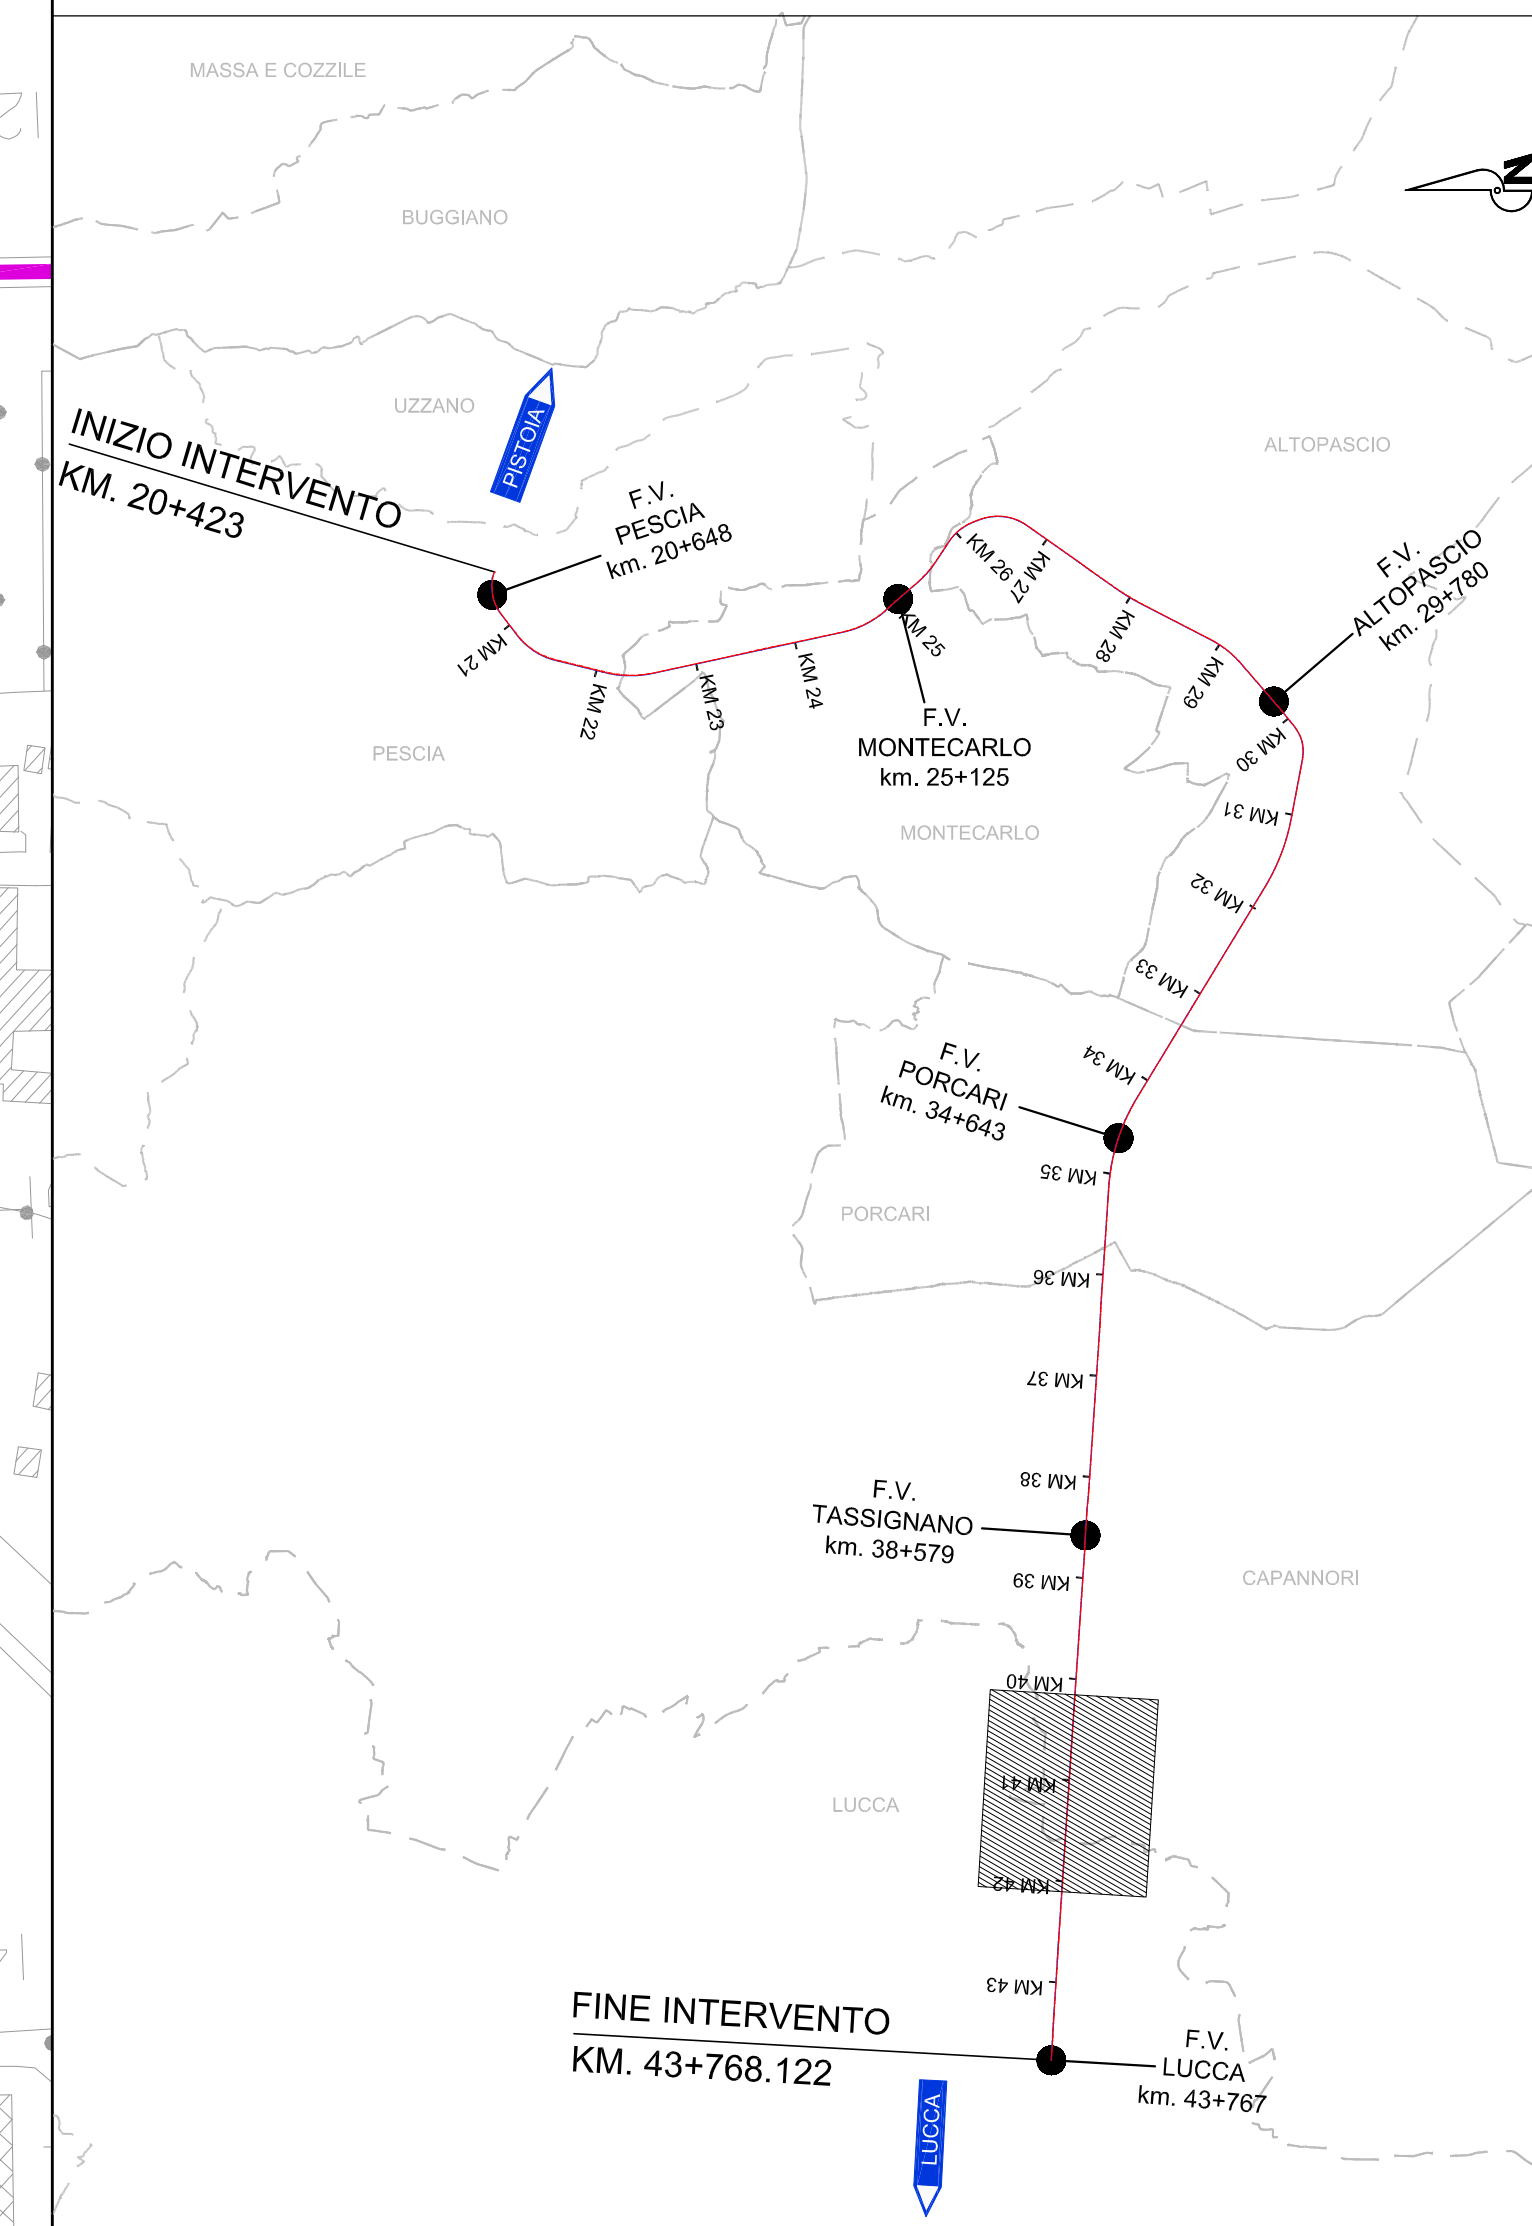 MASSA E COZZILE
BUGGIANO
UZZANO
PISTOIA
N
ALTOPASCIO
INIZIO INTERVENTO
KM. 20+423
F.V.
PESCIA
km. 20+648
F.V.
ALTOPASCIO
km. 29+780
KM 21
KM 22
KM 23
KM 24
KM 25
KM 26
KM 27
KM 28
KM 29
KM 30
F.V.
MONTECARLO
km. 25+125
PESCIA
MONTECARLO
KM 31
KM 32
KM 33
KM 34
F.V.
PORCARI
km. 34+643
KM 35
PORCARI
KM 36
KM 37
KM 38
F.V.
TASSIGNANO
km. 38+579
KM 39
CAPANNORI
KM 40
KM 41
LUCCA
KM 42
KM 43
FINE INTERVENTO
KM. 43+768.122
F.V.
LUCCA
km. 43+767
LUCCA